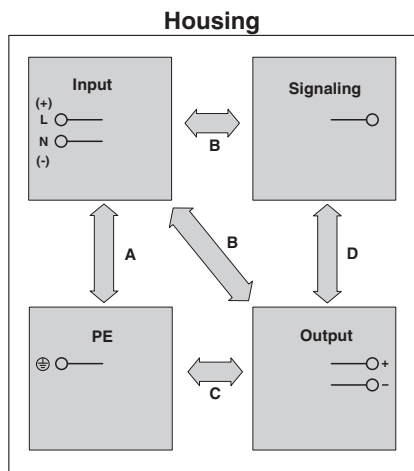 Housing
Input
(+)
L
N
(-)
Signaling
B
A
B
D
PE
C
Output
+
–